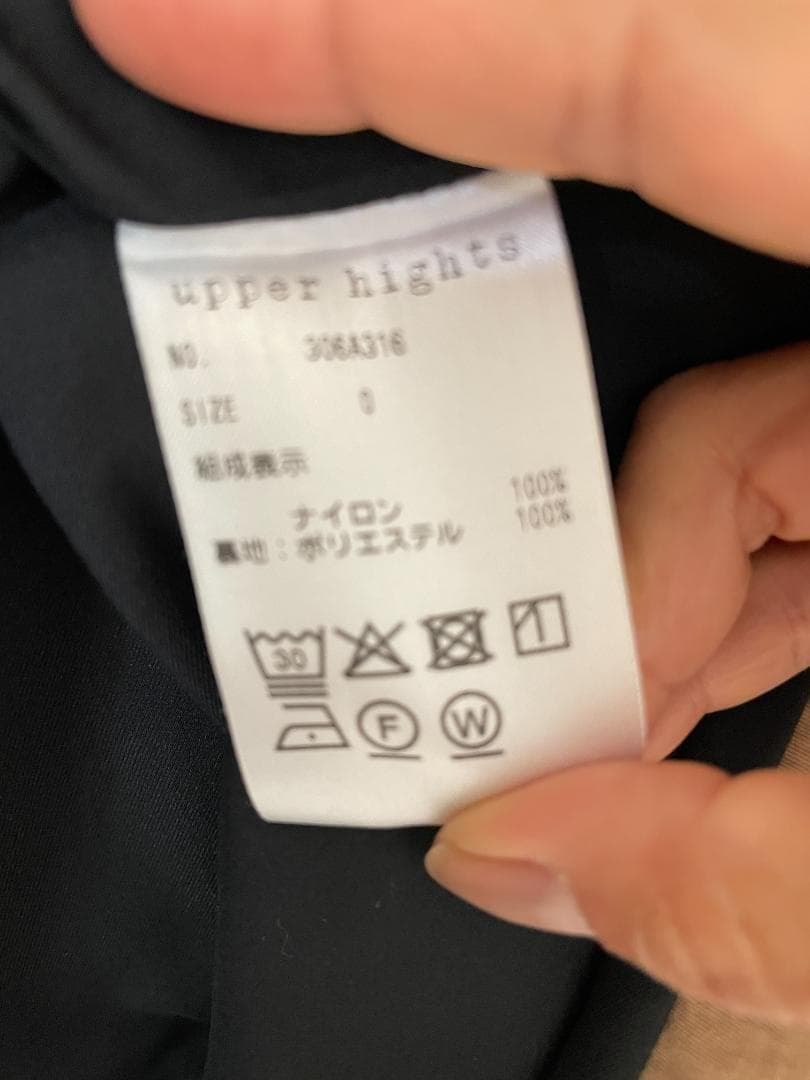 upper hights
NO. 306A316
SIZE 0
組成表示
ナイロン 100%
裏地：ポリエステル 100%
30
F W